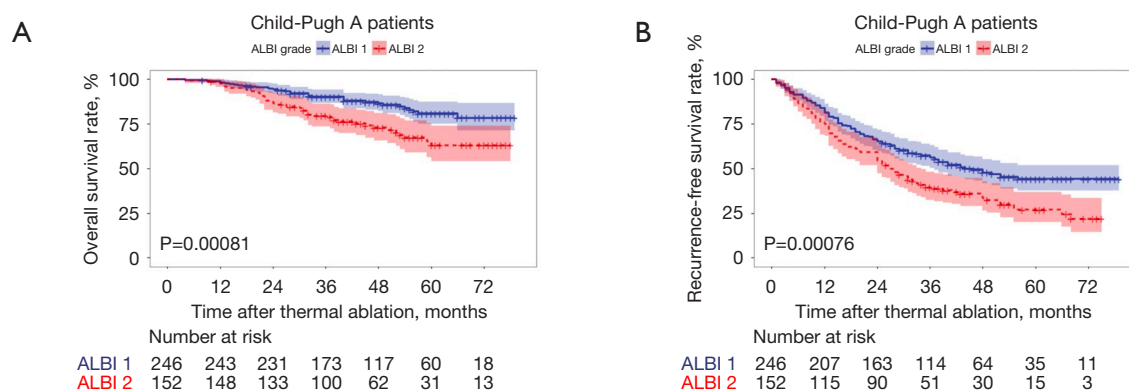 A
Child-Pugh A patients
ALBI grade ALBI 1 ALBI 2
Overall survival rate, %
100
75
50
25
0
P=0.00081
0 12 24 36 48 60 72
Time after thermal ablation, months
Number at risk
ALBI 1 246 243 231 173 117 60 18
ALBI 2 152 148 133 100 62 31 13
B
Child-Pugh A patients
ALBI grade ALBI 1 ALBI 2
Recurrence-free survival rate, %
100
75
50
25
0
P=0.00076
0 12 24 36 48 60 72
Time after thermal ablation, months
Number at risk
ALBI 1 246 207 163 114 64 35 11
ALBI 2 152 115 90 51 30 15 3